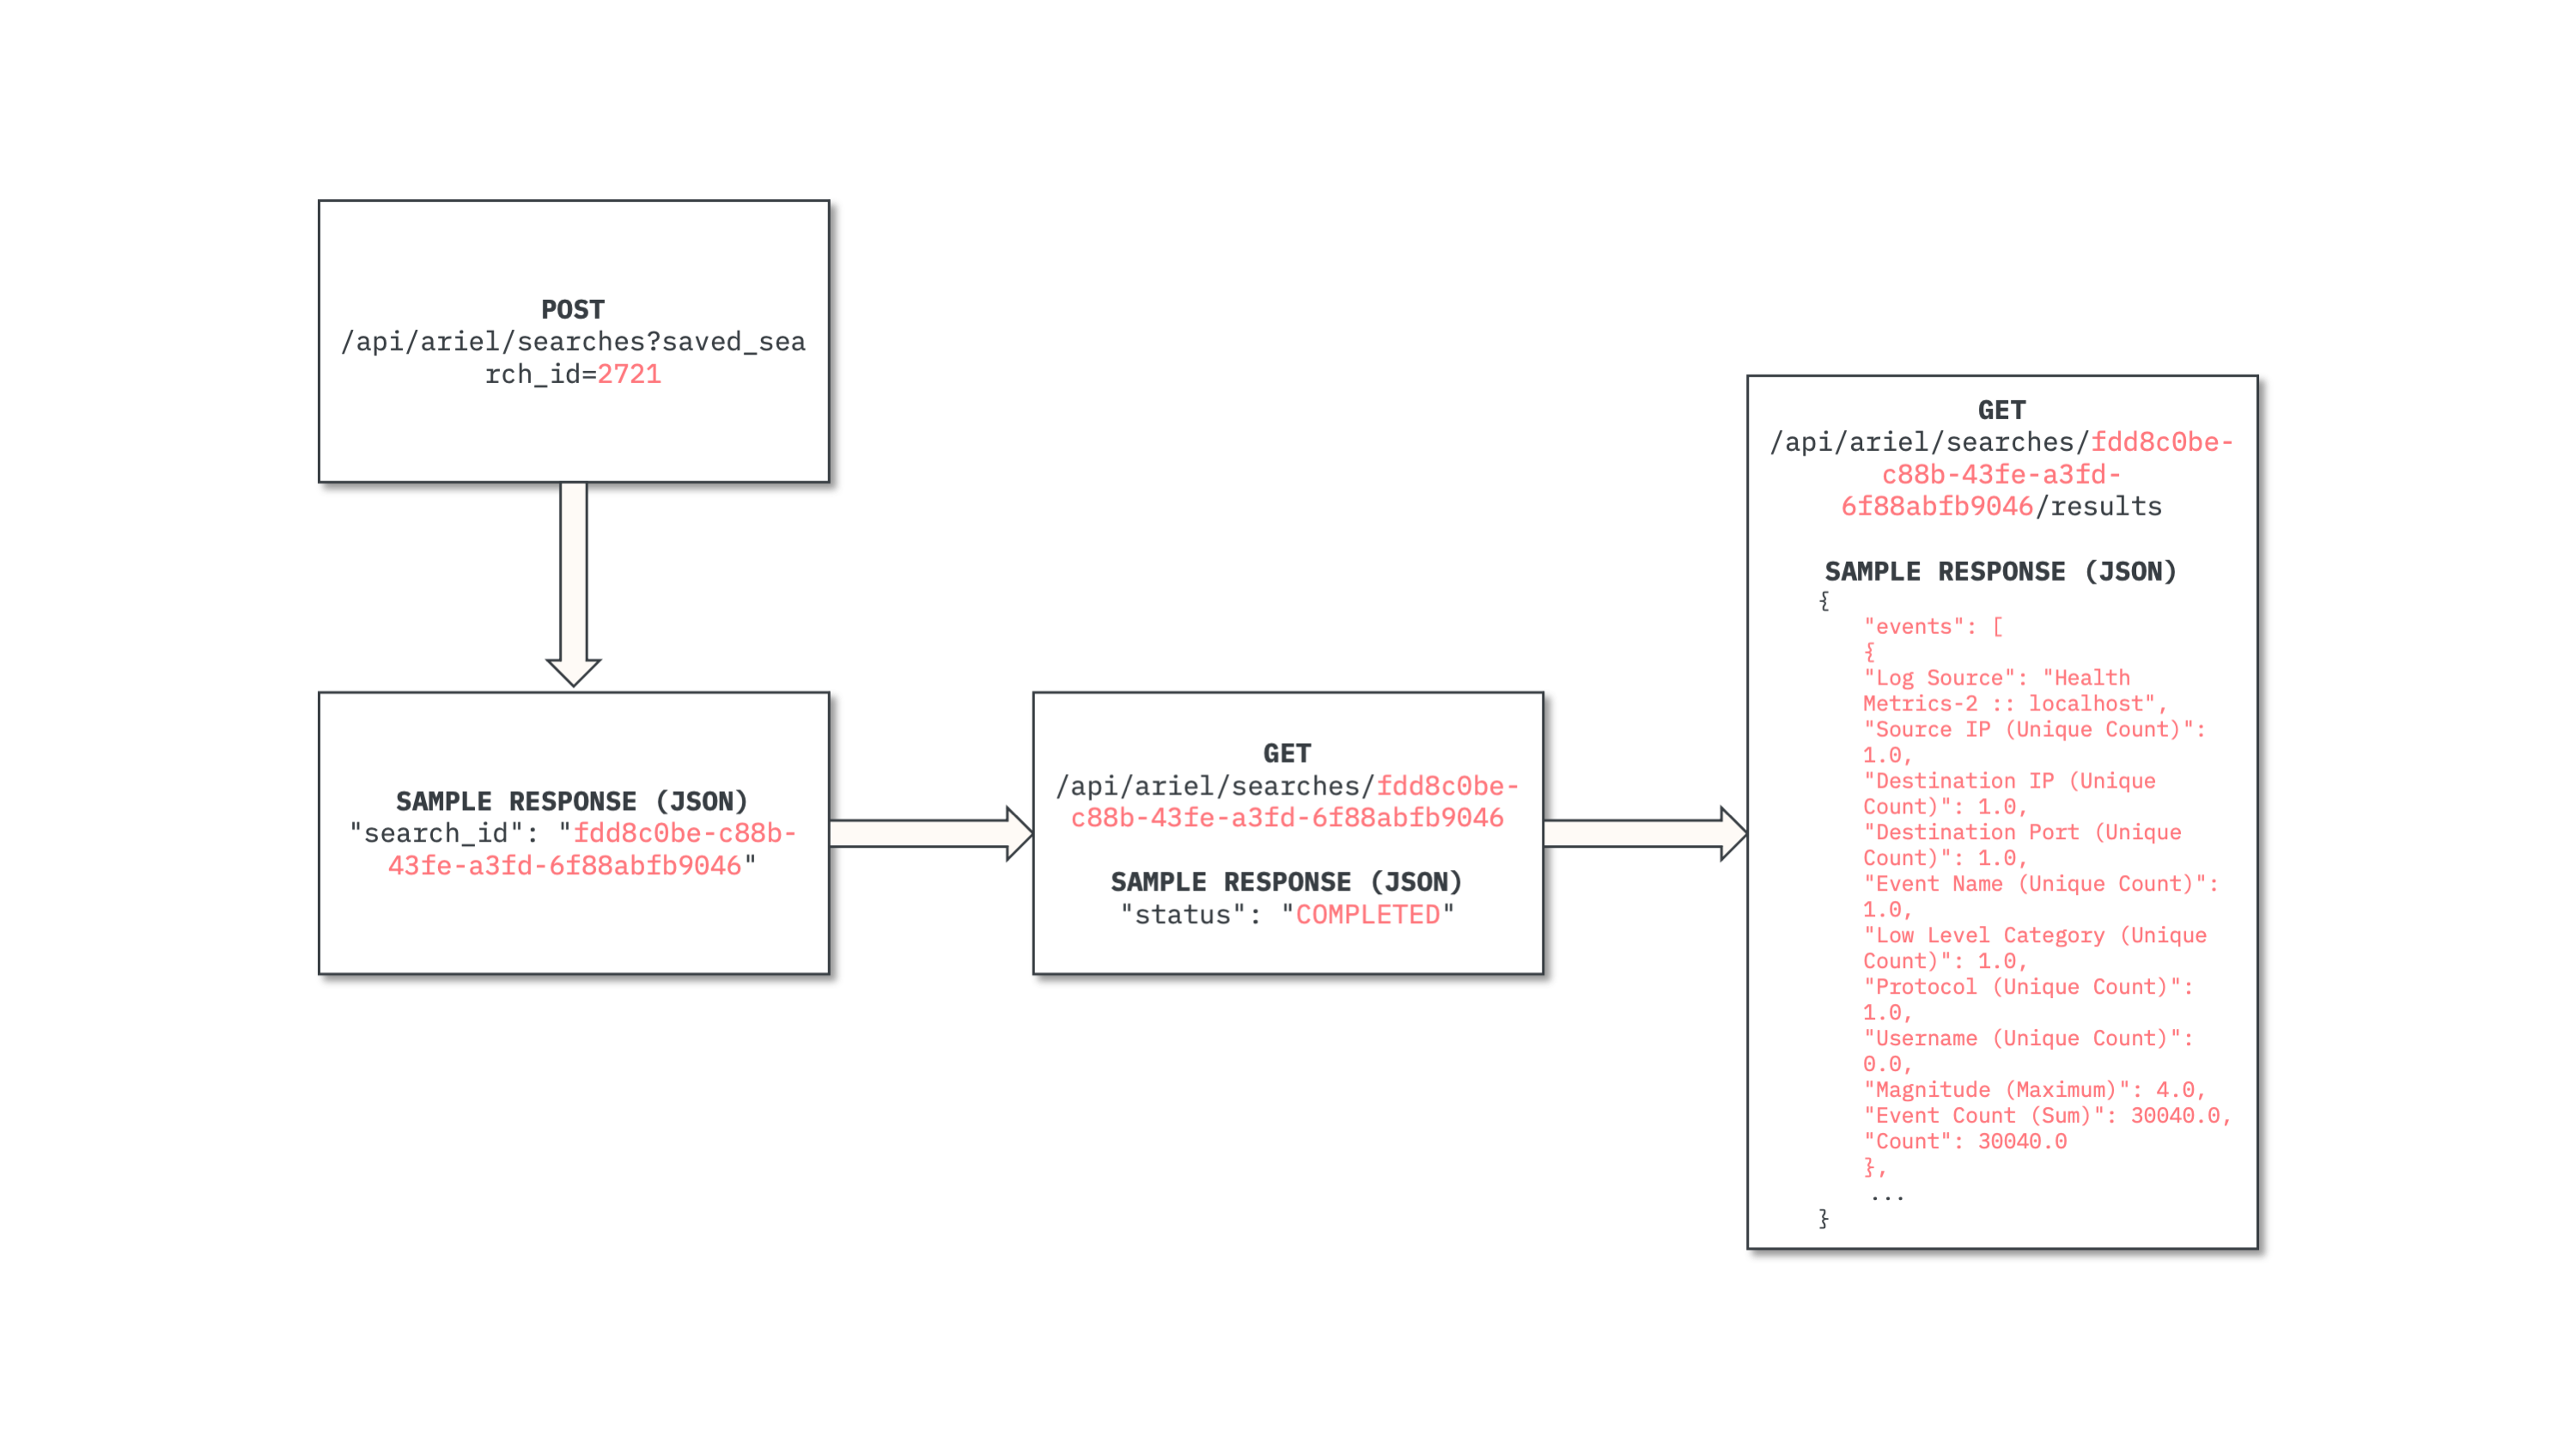 POST
/api/ariel/searches?saved_sea
rch_id=2721
SAMPLE RESPONSE (JSON)
"search_id": "fdd8c0be-c88b-
43fe-a3fd-6f88abfb9046"
GET
/api/ariel/searches/fdd8c0be-
c88b-43fe-a3fd-6f88abfb9046
SAMPLE RESPONSE (JSON)
"status": "COMPLETED"
GET
/api/ariel/searches/fdd8c0be-
c88b-43fe-a3fd-
6f88abfb9046/results
SAMPLE RESPONSE (JSON)
{
"events": [
{
"Log Source": "Health
Metrics-2 :: localhost",
"Source IP (Unique Count)":
1.0,
"Destination IP (Unique
Count)": 1.0,
"Destination Port (Unique
Count)": 1.0,
"Event Name (Unique Count)":
1.0,
"Low Level Category (Unique
Count)": 1.0,
"Protocol (Unique Count)":
1.0,
"Username (Unique Count)":
0.0,
"Magnitude (Maximum)": 4.0,
"Event Count (Sum)": 30040.0,
"Count": 30040.0
},
...
}